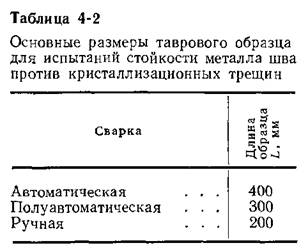 Таблица 4-2
Основные размеры таврового образца
для испытаний стойкости металла шва
против кристаллизационных трещин
Сварка
Длина
образца
L, мм
Автоматическая . . . 400
Полуавтоматическая . . . 300
Ручная . . . 200